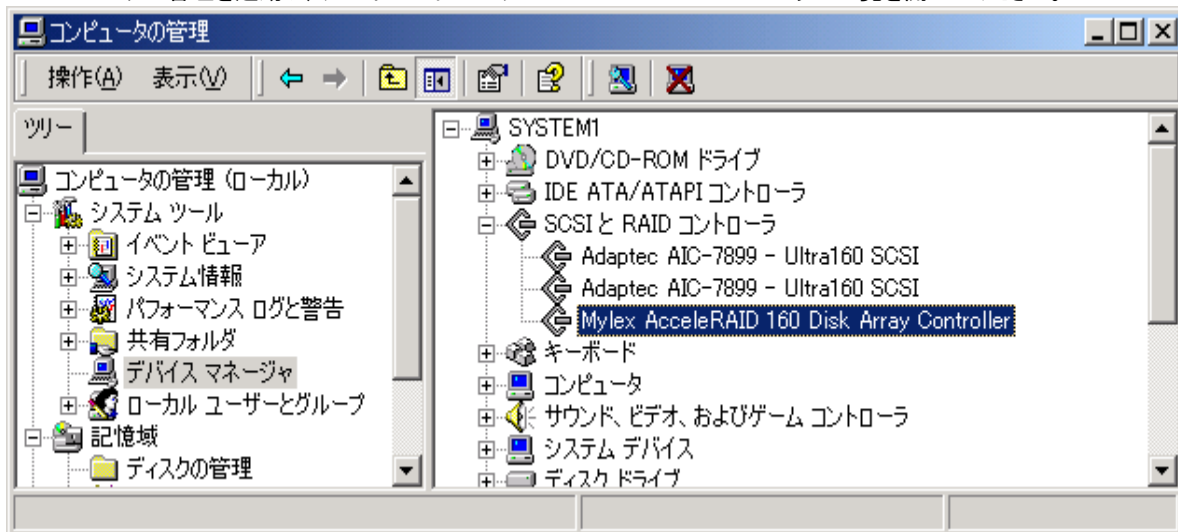 コンピュータの管理
操作(A) 表示(V)
ツリー
コンピュータの管理 (ローカル)
システム ツール
イベント ビューア
システム情報
パフォーマンス ログと警告
共有フォルダ
デバイス マネージャ
ローカル ユーザーとグループ
記憶域
ディスクの管理
SYSTEM1
DVD/CD-ROM ドライブ
IDE ATA/ATAPI コントローラ
SCSI と RAID コントローラ
Adaptec AIC-7899 - Ultra160 SCSI
Adaptec AIC-7899 - Ultra160 SCSI
Mylex AcceleRAID 160 Disk Array Controller
キーボード
コンピュータ
サウンド、ビデオ、およびゲーム コントローラ
システム デバイス
ディスク ドライブ